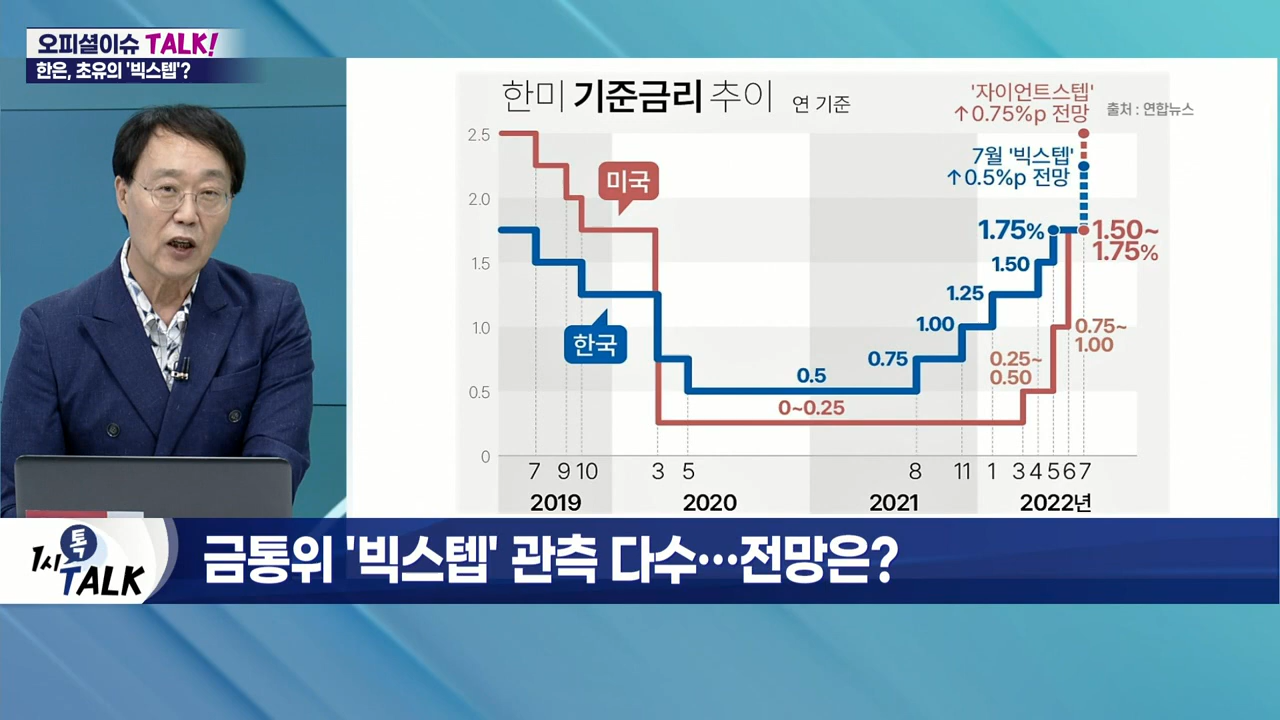 오피셜이슈 TALK!
한은, 초유의 '빅스텝'?
한미 기준금리 추이 연 기준
'자이언트스텝'
↑0.75%p 전망
출처 : 연합뉴스
7월 '빅스텝'
↑0.5%p 전망
2.5
2.0
1.5
1.0
0.5
0
미국
한국
1.75%
1.50~
1.75%
1.50
1.25
1.00
0.75
0.5
0~0.25
0.25~
0.50
0.75~
1.00
7 9 10 3 5 8 11 1 3 4 5 6 7
2019 2020 2021 2022년
1시 톡
TALK
금통위 '빅스텝' 관측 다수…전망은?